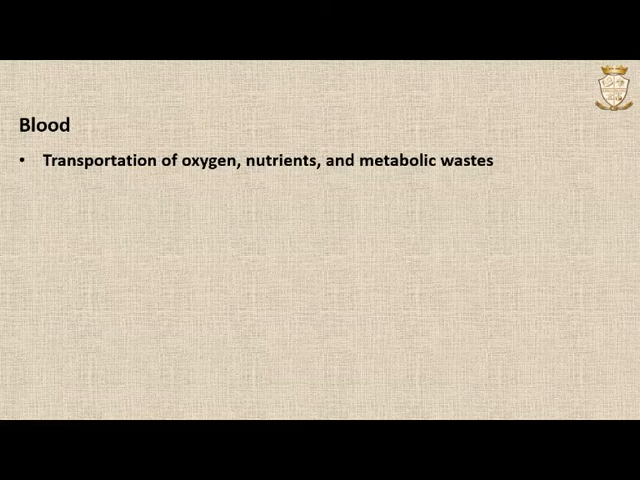 Blood
• Transportation of oxygen, nutrients, and metabolic wastes